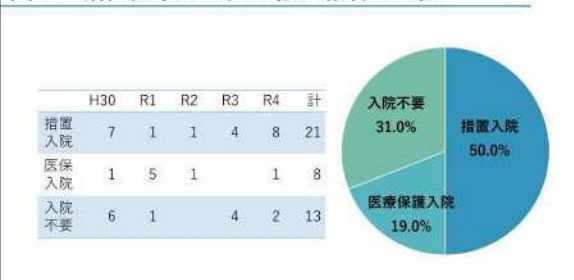 H30 R1 R2 R3 R4 計
措置
入院 7 1 1 4 8 21
医保
入院 1 5 1 1 8
入院
不要 6 1 4 2 13
入院不要
31.0%
措置入院
50.0%
医療保護入院
19.0%